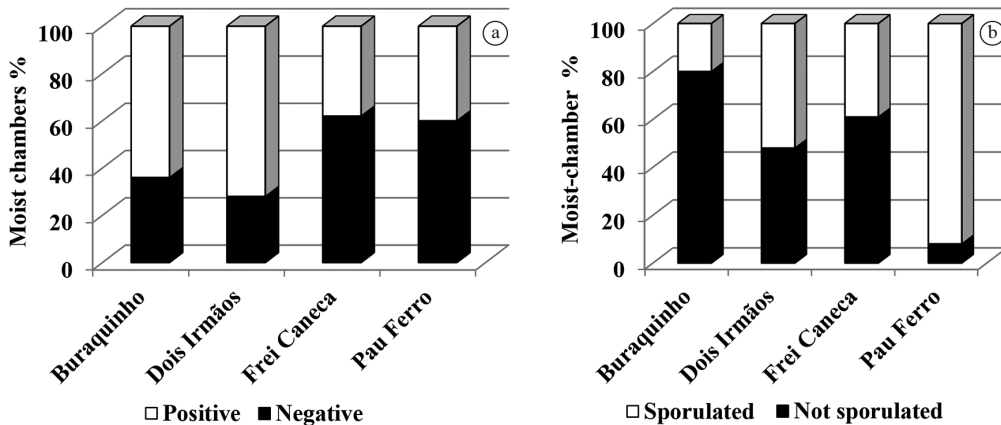 a
Moist chambers %
100
80
60
40
20
0
Buraquinho
Dois Irmãos
Frei Caneca
Pau Ferro
Positive Negative
b
Moist-chamber %
100
80
60
40
20
0
Buraquinho
Dois Irmãos
Frei Caneca
Pau Ferro
Sporulated Not sporulated